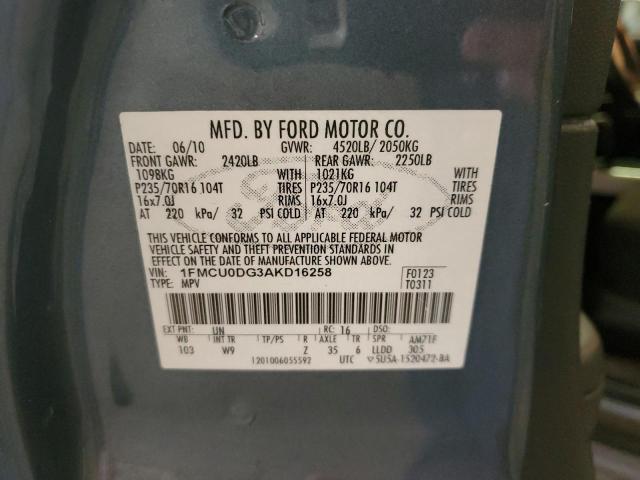 MFD. BY FORD MOTOR CO.
DATE: 06/10 GVWR: 4520LB/ 2050KG
FRONT GAWR: 2420LB REAR GAWR: 2250LB
1098KG WITH 1021KG WITH
P235/70R16 104T TIRES P235/70R16 104T TIRES
16x7.0J RIMS 16x7.0J RIMS
AT 220 kPa/ 32 PSI COLD AT 220 kPa/ 32 PSI COLD
THIS VEHICLE CONFORMS TO ALL APPLICABLE FEDERAL MOTOR
VEHICLE SAFETY AND THEFT PREVENTION STANDARDS IN
EFFECT ON THE DATE OF MANUFACTURE SHOWN ABOVE.
VIN: 1FMCU0DG3AKD16258 F0123
TYPE: MPV T0311
EXT PNT: UN RC: 16 DSO:
WB INT TR TP/PS R AXLE TR SPR AM71F
103 W9 Z 35 6 LLDD 305
1201006055592 UTC 5U5A-1520472-BA